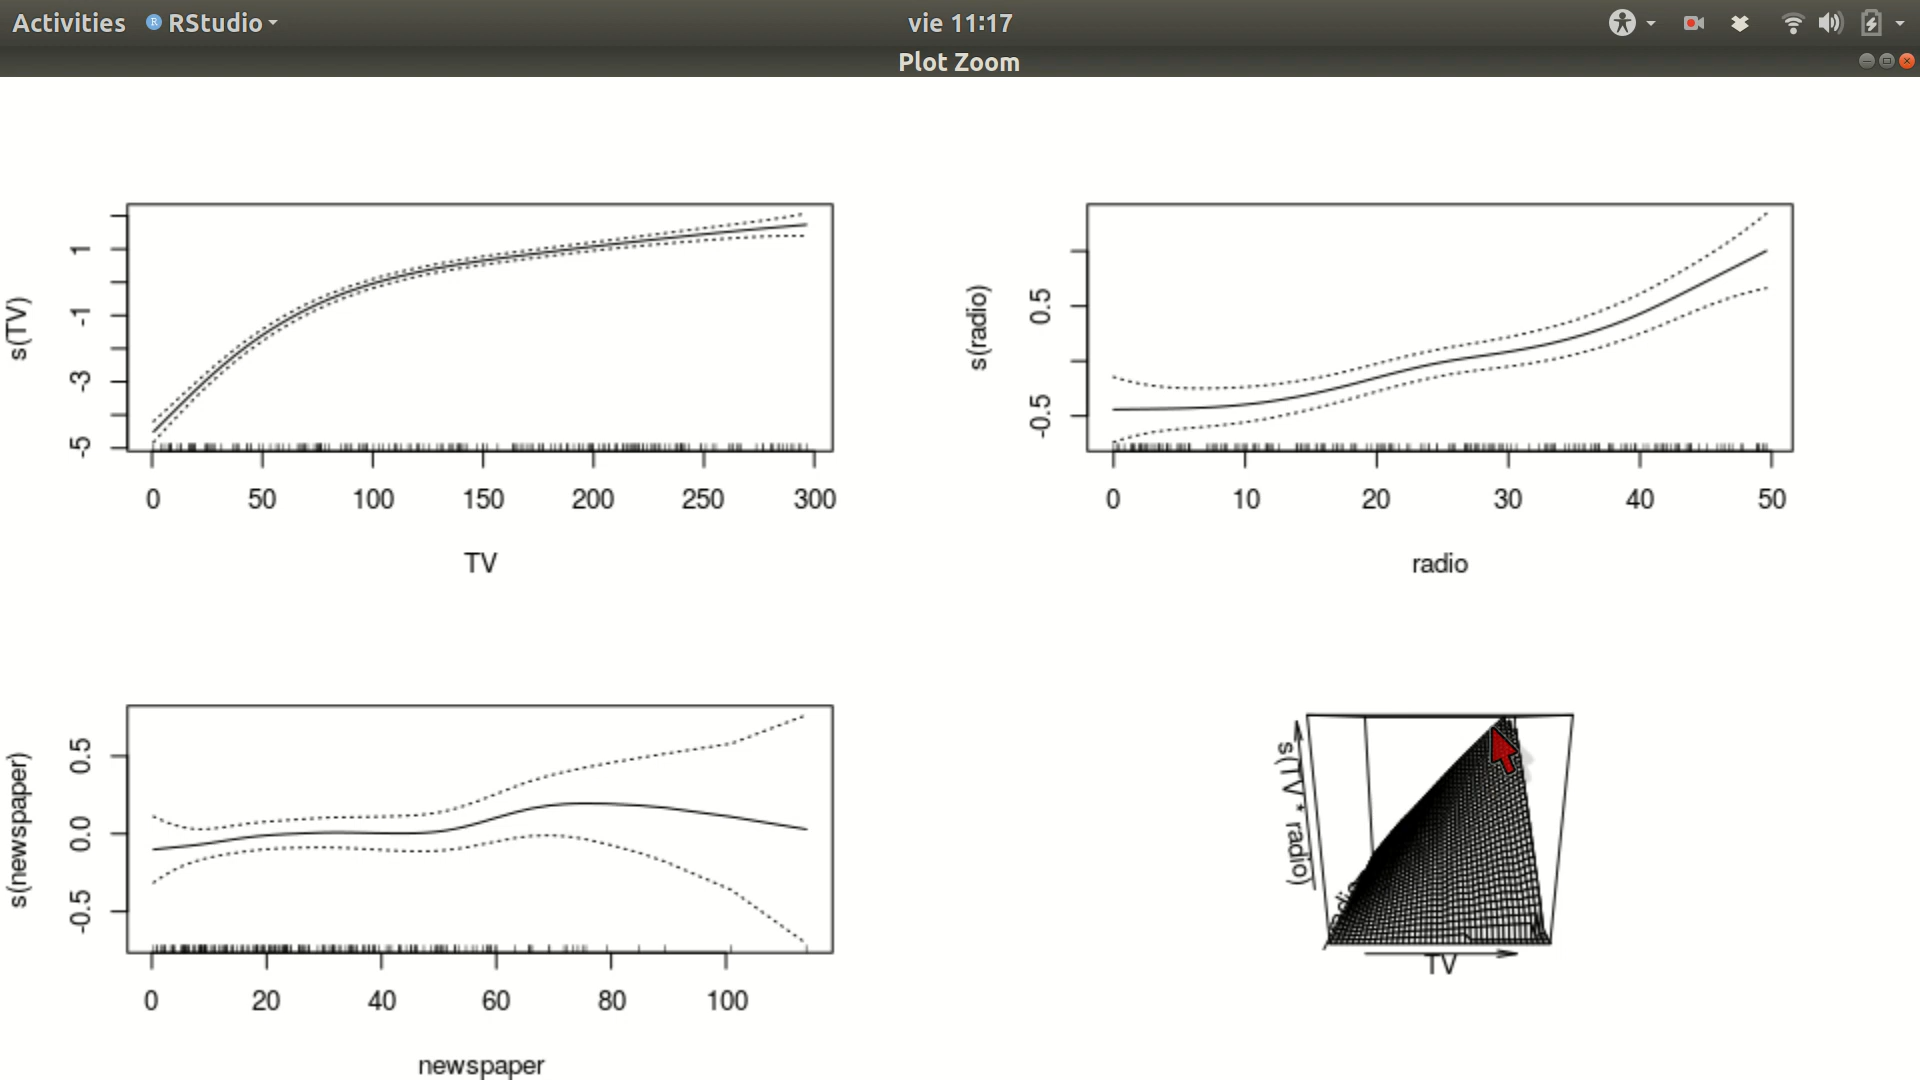 Activities RStudio vie 11:17
Plot Zoom
s(TV)
1
-1
-3
-5
0 50 100 150 200 250 300
TV
s(radio)
0.5
-0.5
0 10 20 30 40 50
radio
s(newspaper)
0.5
0.0
-0.5
0 20 40 60 80 100
newspaper
s(TV * radio)
TV